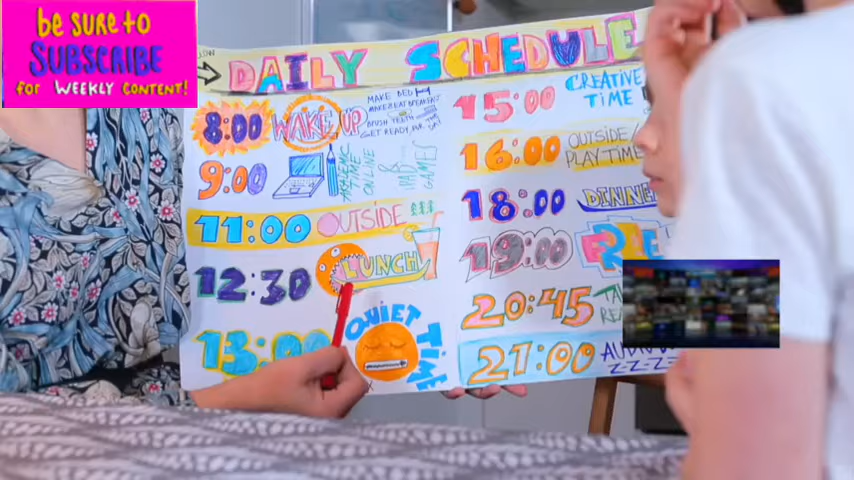 be SURE to
SUBSCRIBE
for WEEKLY CONTENT!
DAILY SCHEDULE
8:00 WAKE UP
MAKE BED
MAKE & EAT BREAKFAST
BRUSH TEETH
GET READY FOR THE DAY
9:00
ACADEMIC TIME ONLINE
& iPAD GAMES
11:00 OUTSIDE
12:30 LUNCH
13:00 QUIET TIME
15:00 CREATIVE TIME
16:00 OUTSIDE PLAYTIME
18:00 DINNER
19:00
20:45
21:00 AUDIO
Z-Z-Z